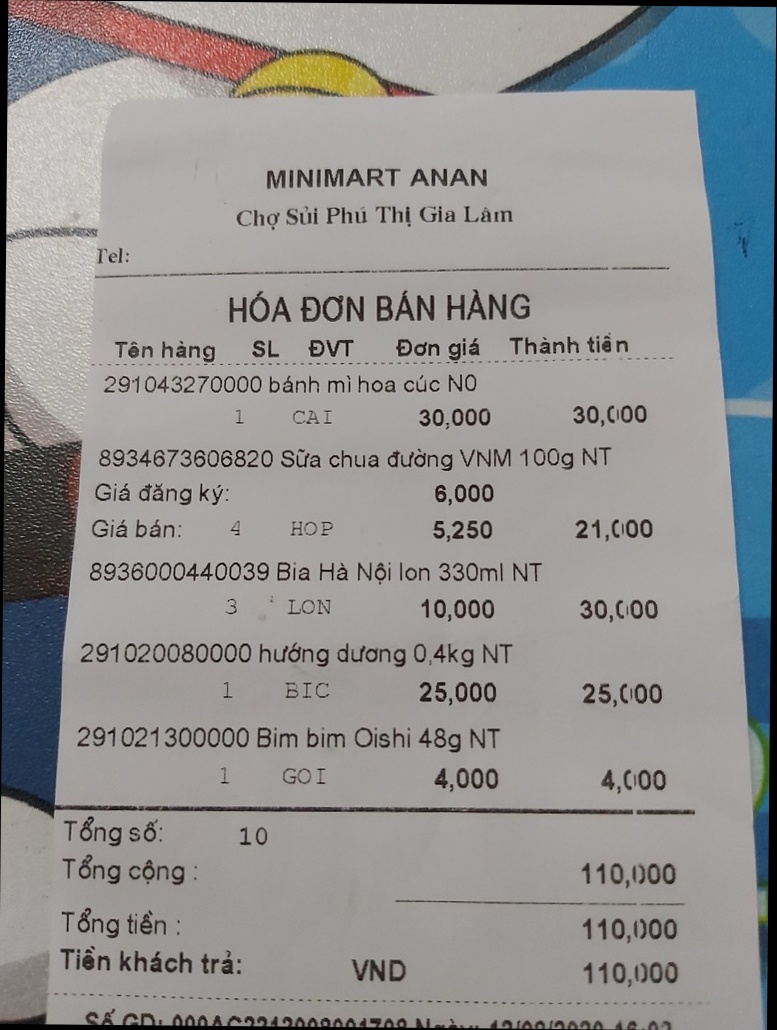 MINIMART ANAN
Chợ Sủi Phú Thị Gia Lâm
Tel:
HÓA ĐƠN BÁN HÀNG
Tên hàng SL ĐVT Đơn giá Thành tiền
291043270000 bánh mì hoa cúc N0
1 CAI 30,000 30,000
8934673606820 Sữa chua đường VNM 100g NT
Giá đăng ký: 6,000
Giá bán: 4 HOP 5,250 21,000
8936000440039 Bia Hà Nội lon 330ml NT
3 LON 10,000 30,000
291020080000 hướng dương 0,4kg NT
1 BIC 25,000 25,000
291021300000 Bim bim Oishi 48g NT
1 GOI 4,000 4,000
Tổng số: 10
Tổng cộng : 110,000
Tổng tiền : 110,000
Tiền khách trả: VND 110,000
Số GD: Ngày: